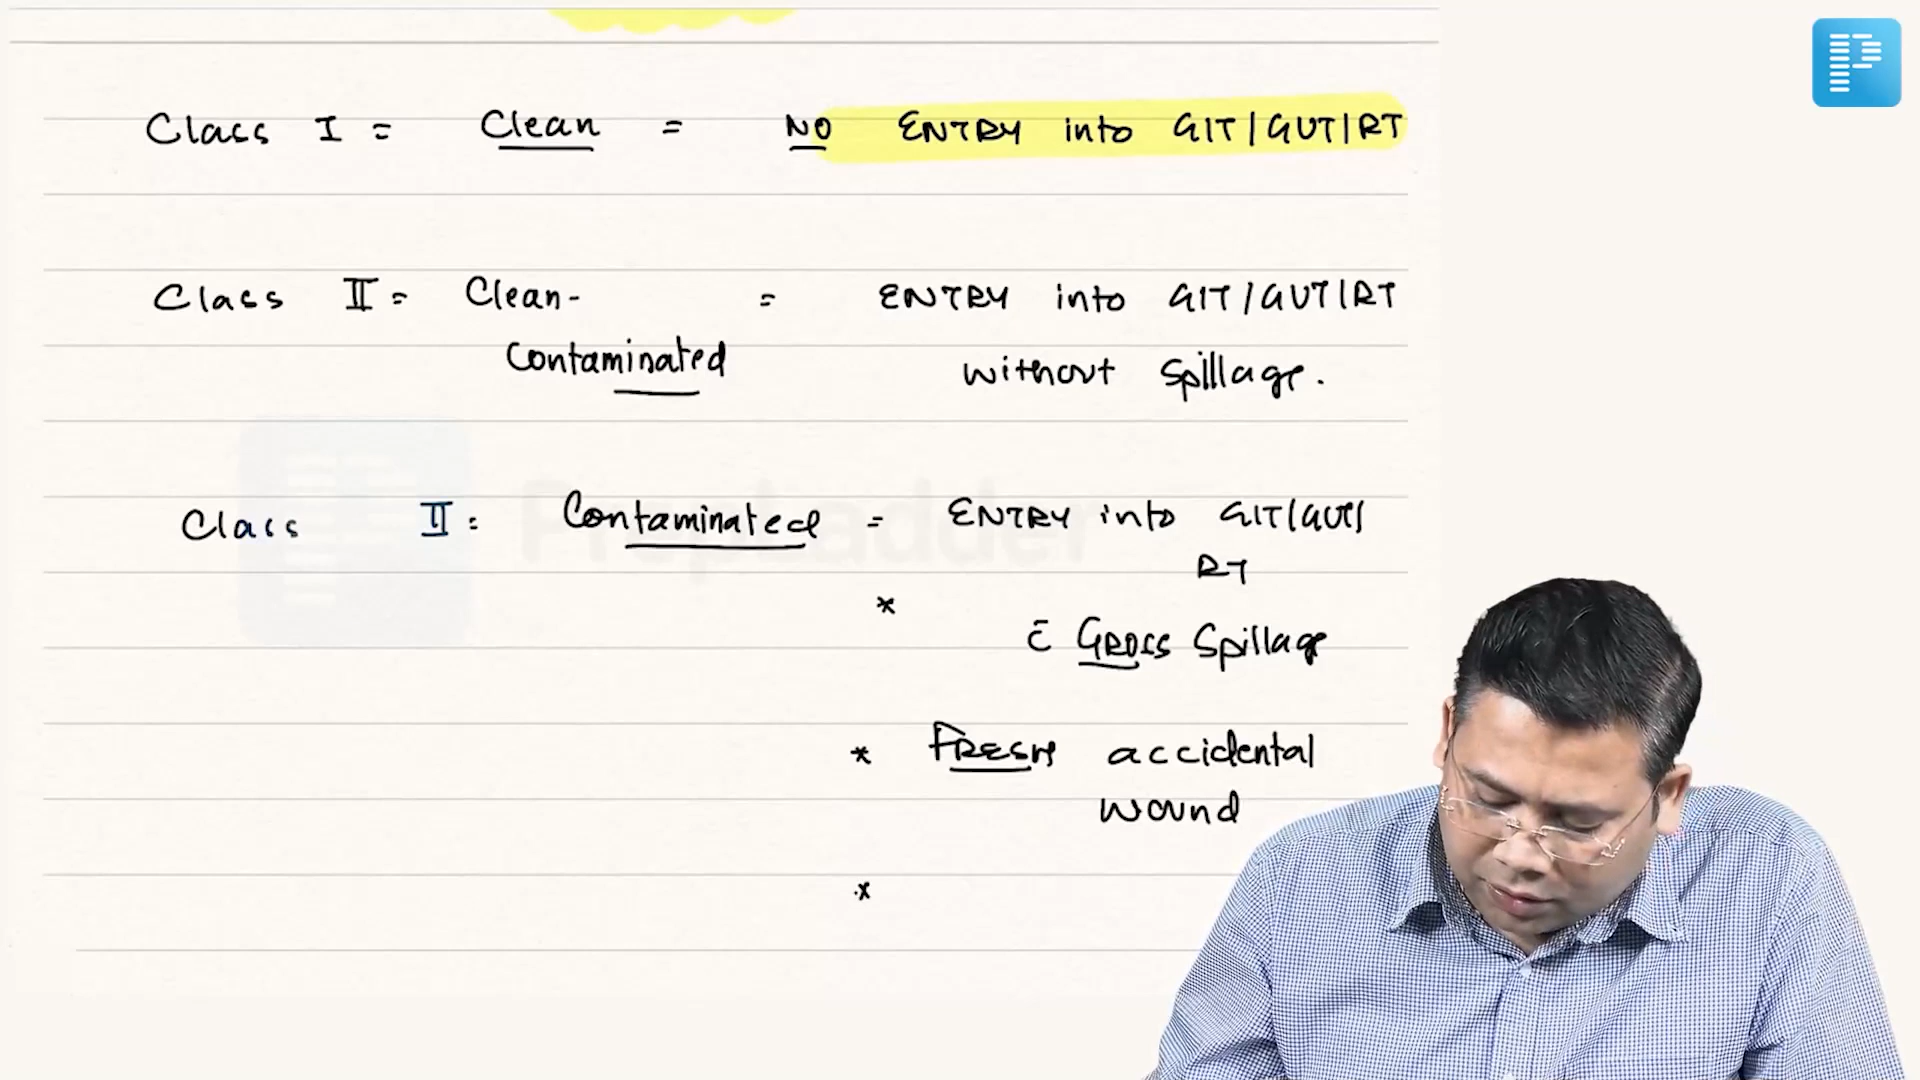 Class I = Clean = NO ENTRY into GIT/GUT/RT
Class II = Clean- = ENTRY into GIT/GUT/RT
Contaminated without Spillage.
Class II = Contaminated = ENTRY into GIT/GUT/
RT
*
c̄ GROSS Spillage
* FRESH accidental
wound
*
PrepLadder